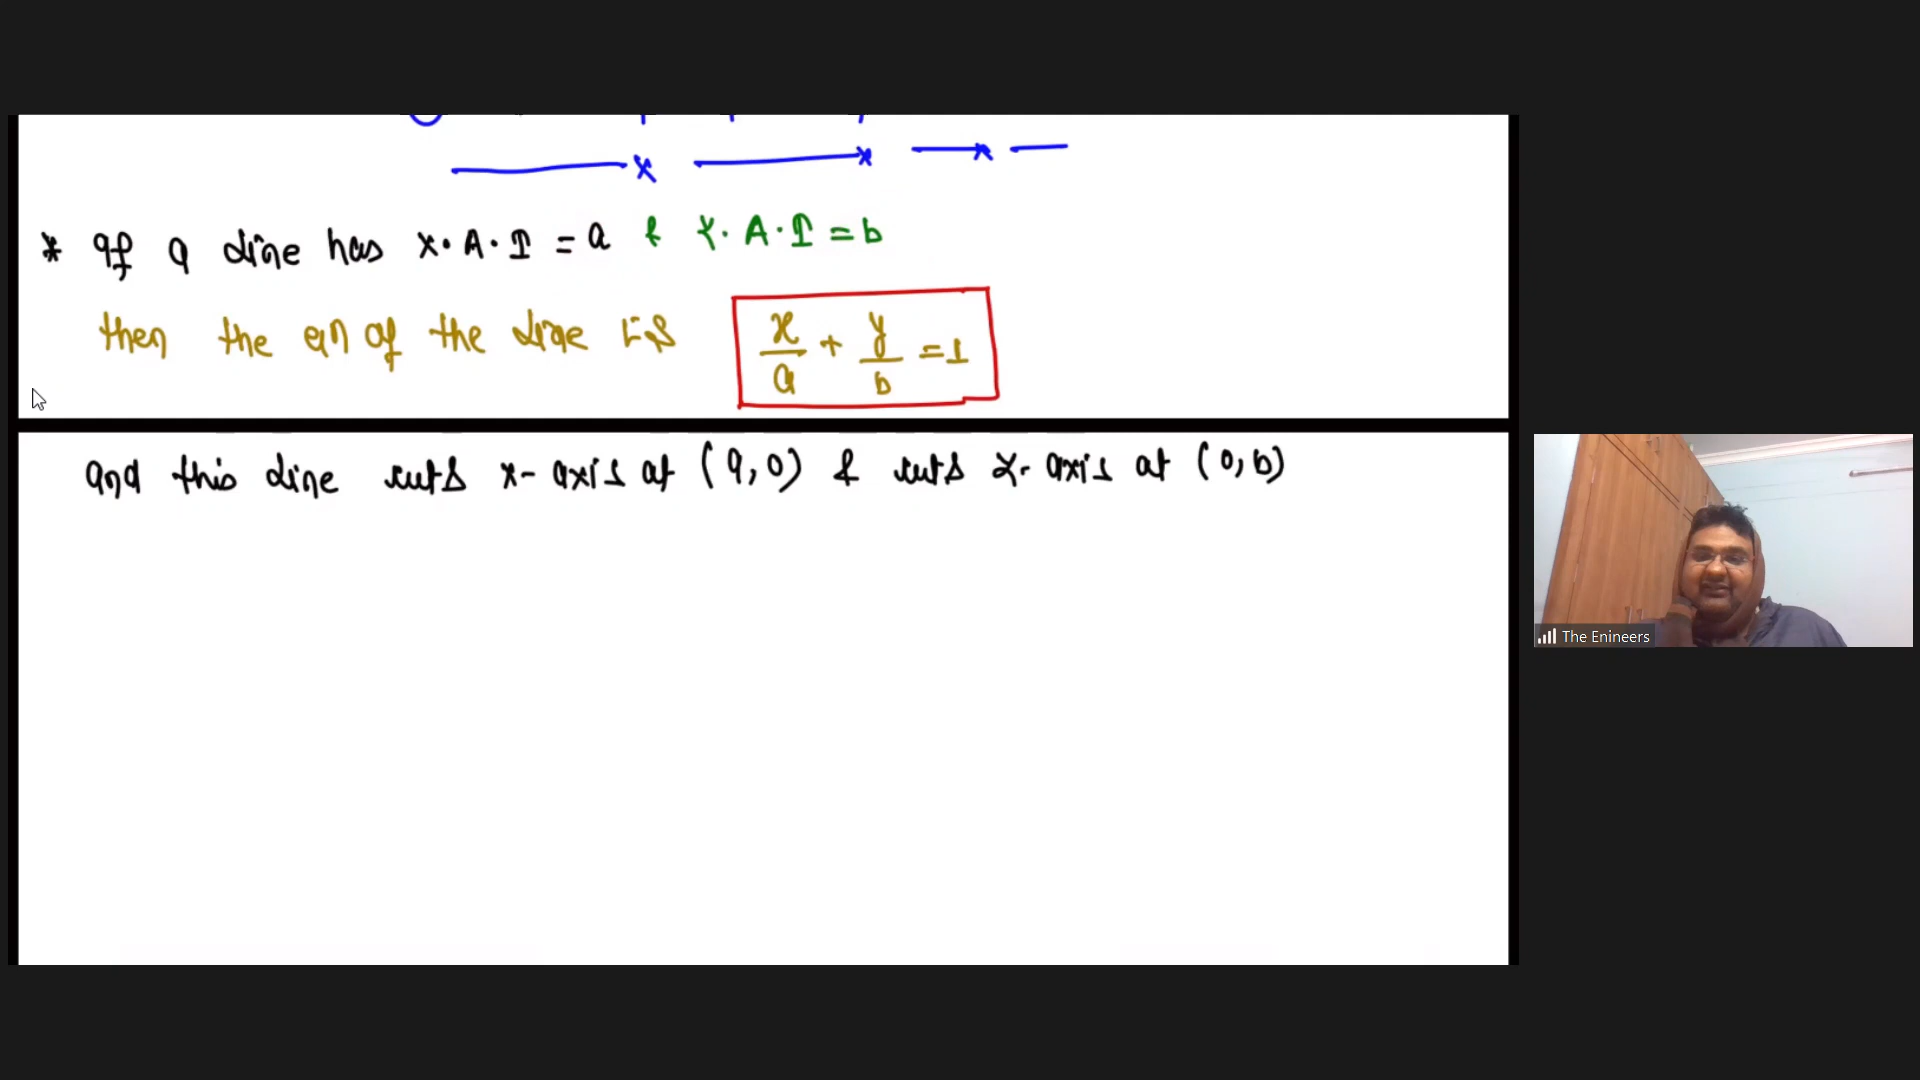 * If a line has X.A.I = a & Y.A.I = b
then the eqn of the line is x/a + y/b = 1
and this line cuts x-axis at (a,0) & cuts Y-axis at (0,b)
The Enineers